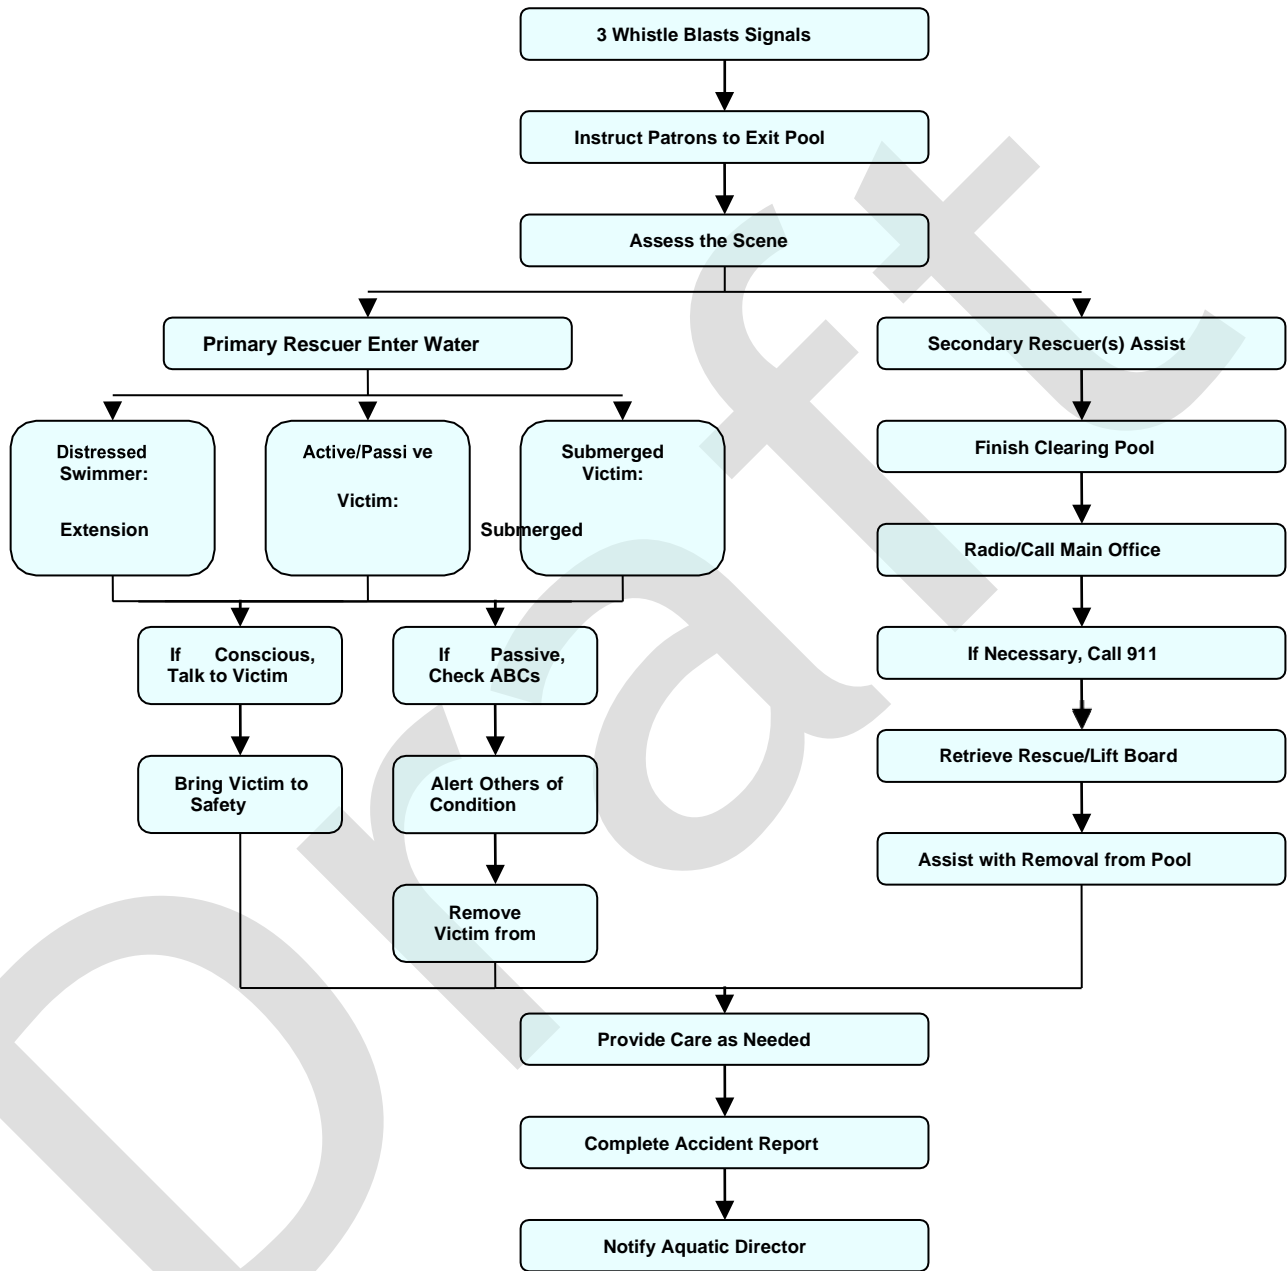 3 Whistle Blasts Signals
Instruct Patrons to Exit Pool
Assess the Scene
Primary Rescuer Enter Water
Secondary Rescuer(s) Assist
Distressed
Swimmer:
Extension
Active/Passi ve
Victim:
Submerged
Victim:
Submerged
Finish Clearing Pool
Radio/Call Main Office
If Conscious,
Talk to Victim
If Passive,
Check ABCs
If Necessary, Call 911
Bring Victim to
Safety
Alert Others of
Condition
Retrieve Rescue/Lift Board
Remove
Victim from
Assist with Removal from Pool
Provide Care as Needed
Complete Accident Report
Notify Aquatic Director
Draft